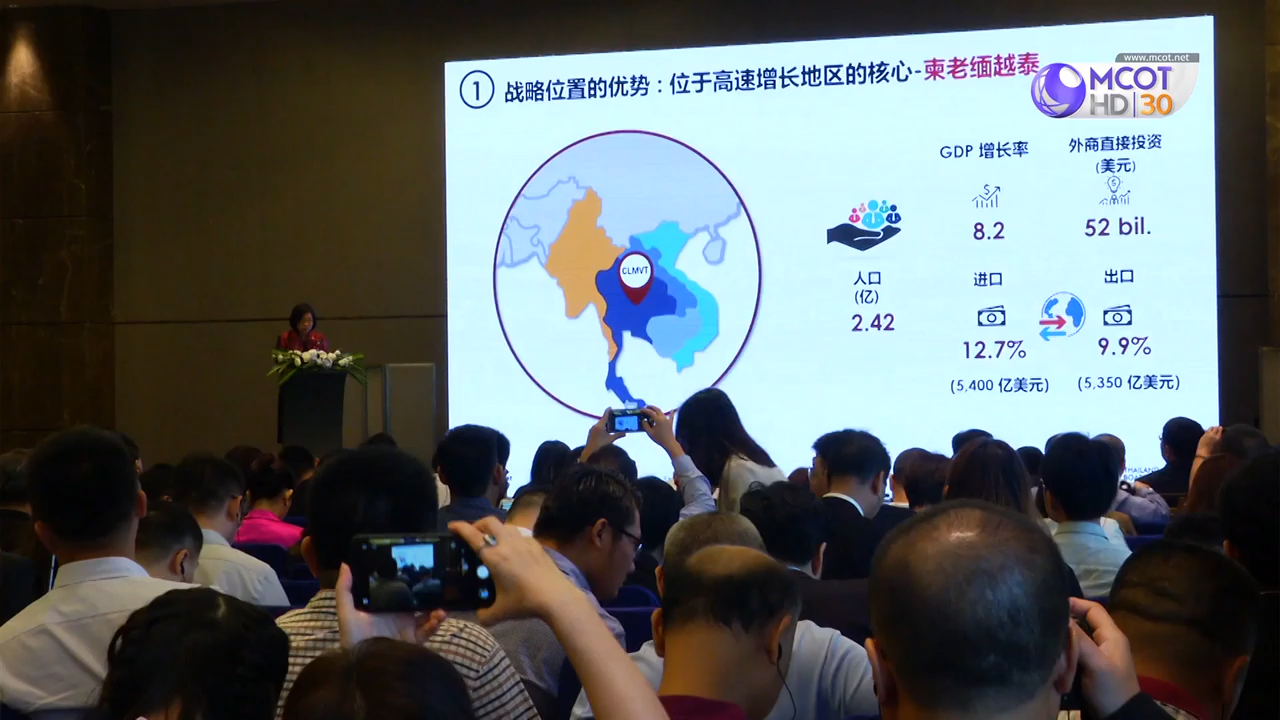 www.mcot.net
MCOT
HD 30
1 战略位置的优势：位于高速增长地区的核心-柬老缅越泰
CLMVT
人口
(亿)
2.42
GDP 增长率
8.2
外商直接投资
(美元)
52 bil.
进口
12.7%
(5,400 亿美元)
出口
9.9%
(5,350 亿美元)
THAILAND